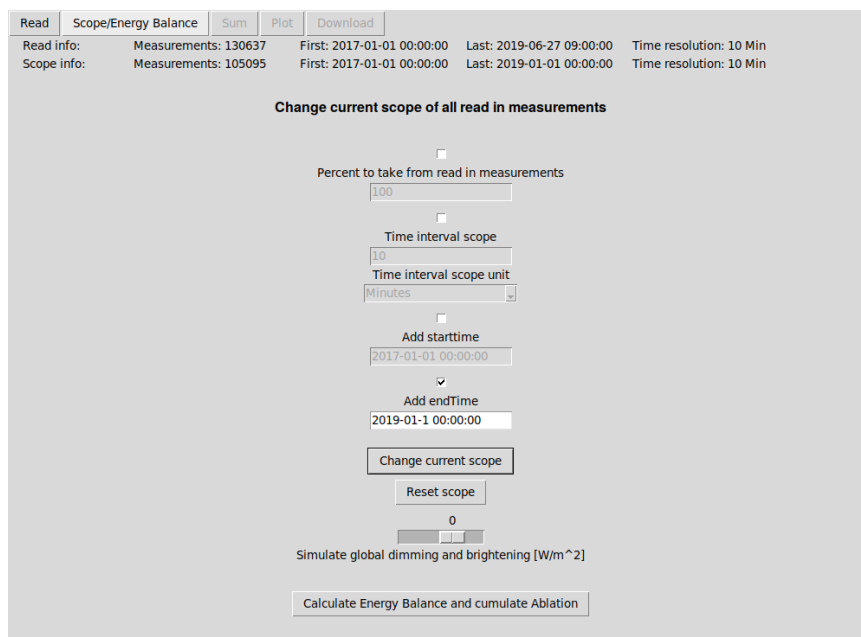 Read Scope/Energy Balance Sum Plot Download
Read info: Measurements: 130637 First: 2017-01-01 00:00:00 Last: 2019-06-27 09:00:00 Time resolution: 10 Min
Scope info: Measurements: 105095 First: 2017-01-01 00:00:00 Last: 2019-01-01 00:00:00 Time resolution: 10 Min
Change current scope of all read in measurements
Percent to take from read in measurements
100
Time interval scope
10
Time interval scope unit
Minutes
Add starttime
2017-01-01 00:00:00
Add endTime
2019-01-1 00:00:00
Change current scope
Reset scope
0
Simulate global dimming and brightening [W/m^2]
Calculate Energy Balance and cumulate Ablation